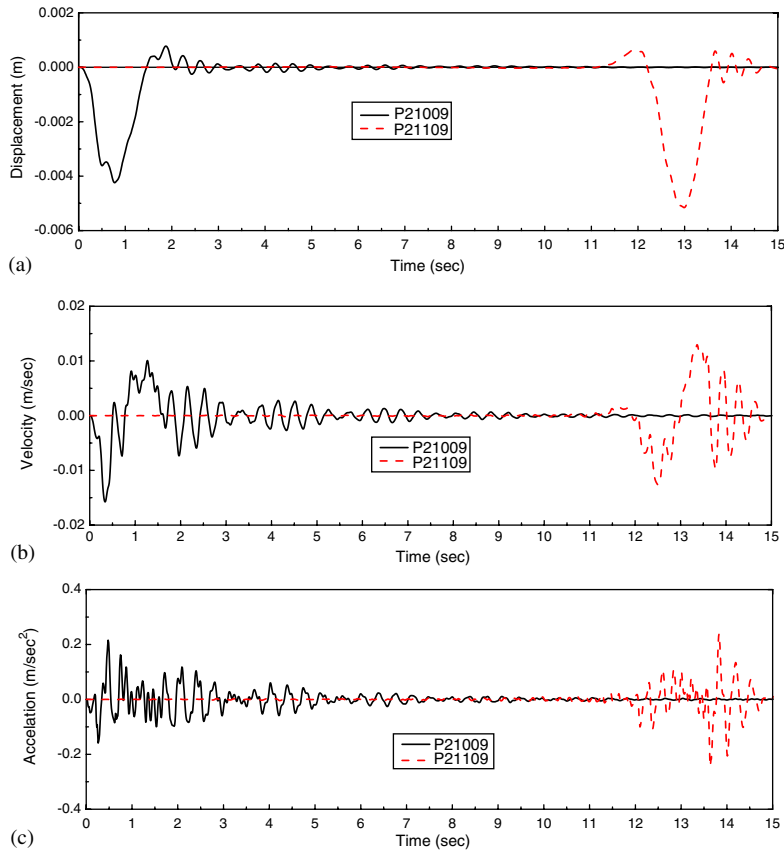 0.002
0.000
-0.002
-0.004
-0.006
Displacement (m)
P21009
P21109
0 1 2 3 4 5 6 7 8 9 10 11 12 13 14 15
Time (sec)
(a)
0.02
0.01
0.00
-0.01
-0.02
Velocity (m/sec)
P21009
P21109
0 1 2 3 4 5 6 7 8 9 10 11 12 13 14 15
Time (sec)
(b)
0.4
0.2
0.0
-0.2
-0.4
Accelation (m/sec²)
P21009
P21109
0 1 2 3 4 5 6 7 8 9 10 11 12 13 14 15
Time (sec)
(c)